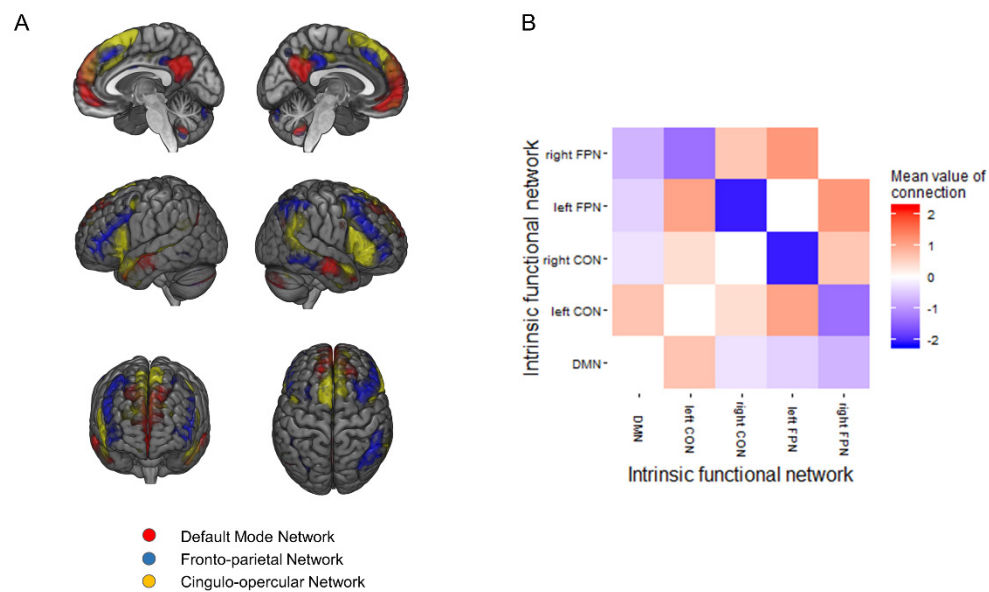 A
B
Default Mode Network
Fronto-parietal Network
Cingulo-opercular Network
Intrinsic functional network
right FPN
left FPN
right CON
left CON
DMN
DMN
left CON
right CON
left FPN
right FPN
Intrinsic functional network
Mean value of
connection
2
1
0
-1
-2